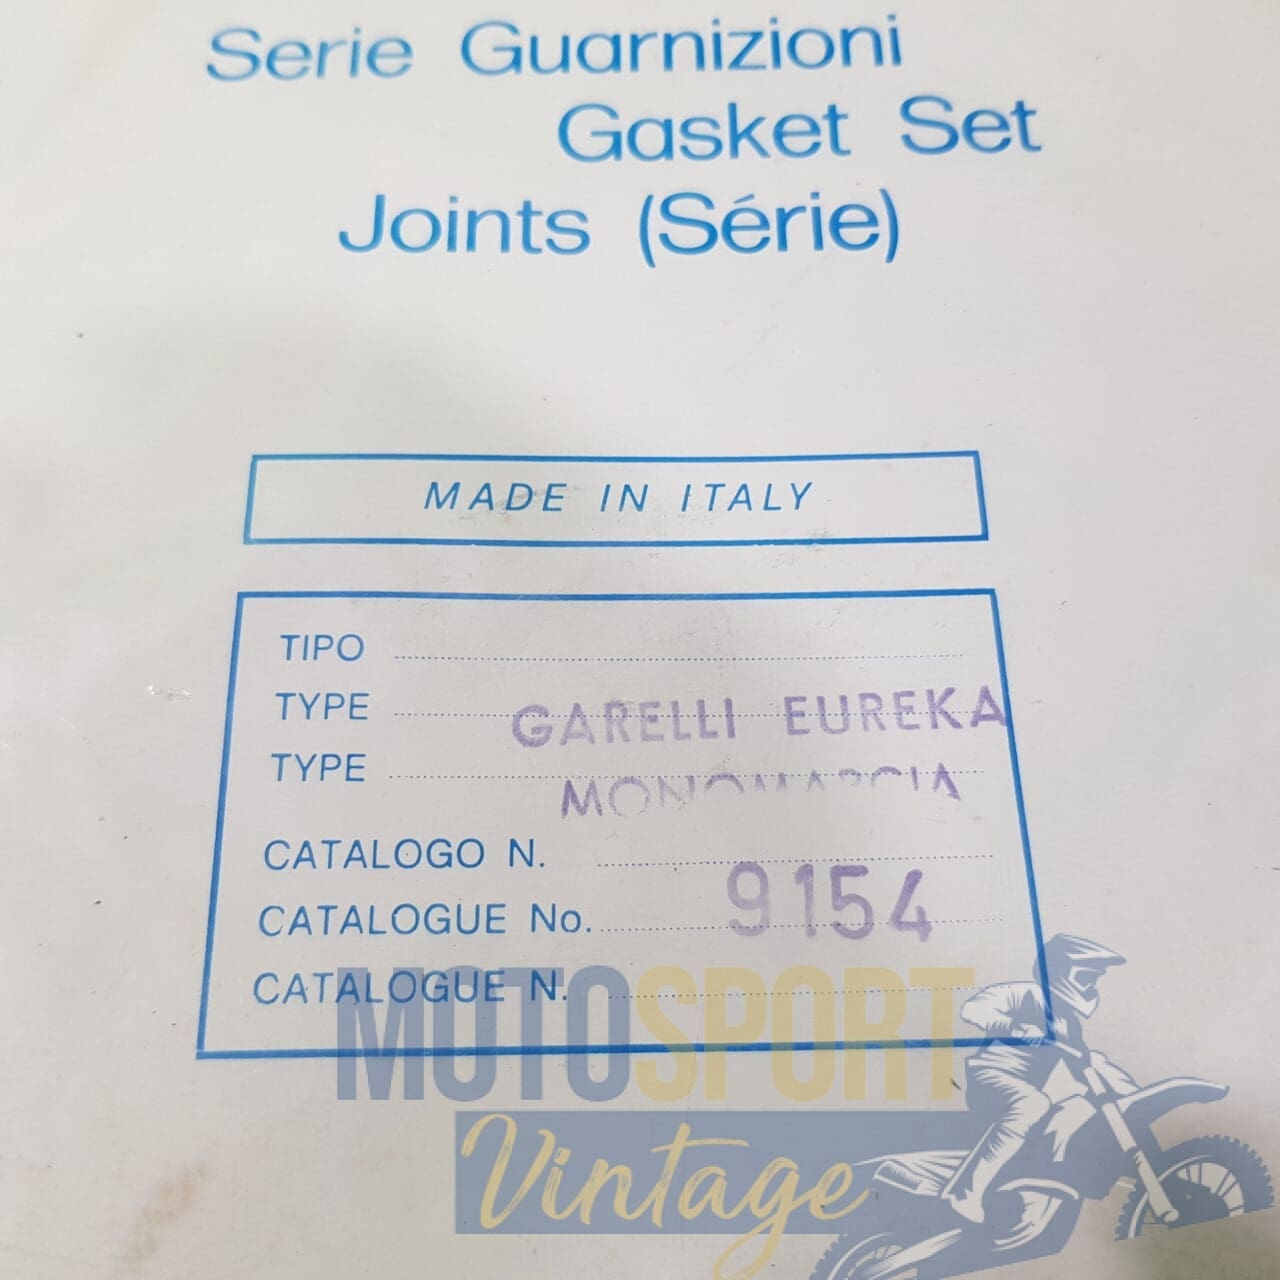 Serie Guarnizioni
Gasket Set
Joints (Série)
MADE IN ITALY
TIPO
TYPE GARELLI EUREKA
TYPE MONOMARCIA
CATALOGO N.
CATALOGUE No. 9154
CATALOGUE N.
MOTOSPORT
Vintage